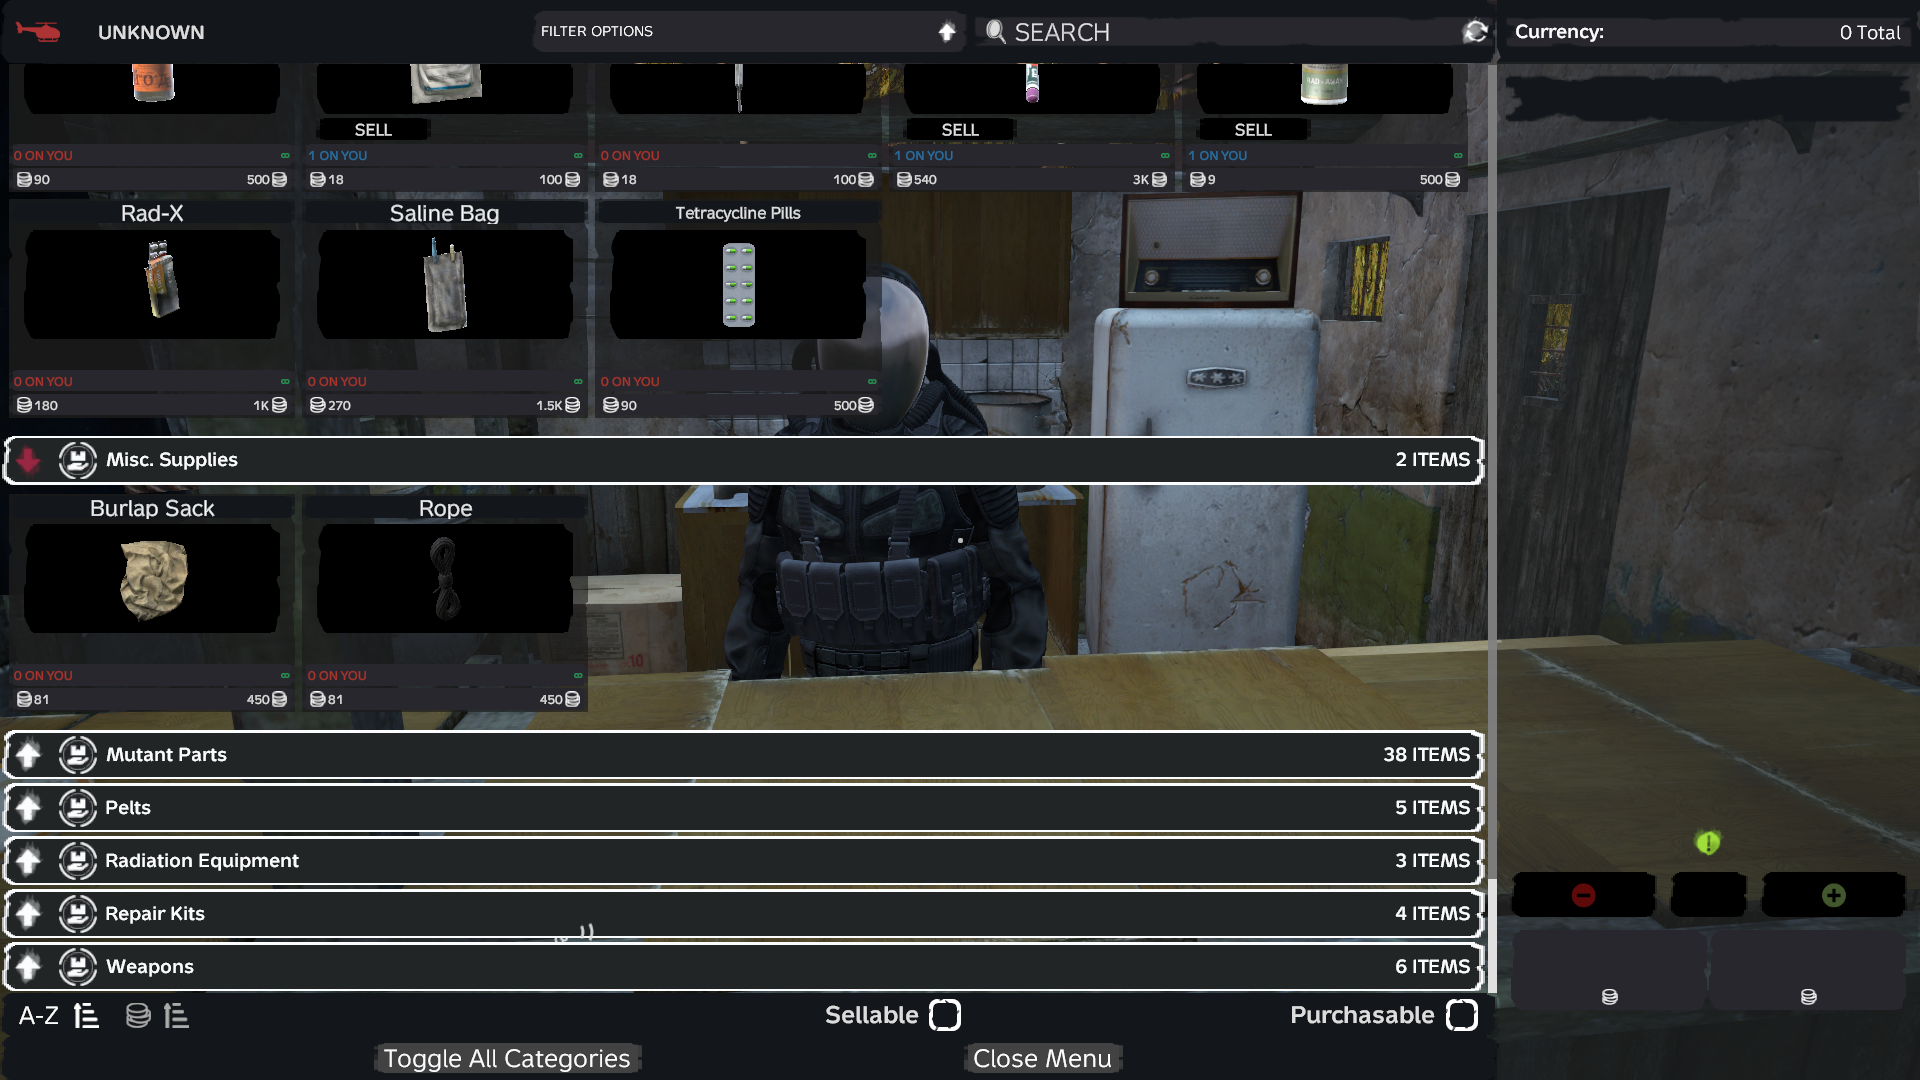 UNKNOWN
FILTER OPTIONS
SEARCH
Currency:
0 Total
SELL
SELL
SELL
0 ON YOU
1 ON YOU
0 ON YOU
1 ON YOU
1 ON YOU
90 500
18 100
18 100
540 3K
9 500
Rad-X
Saline Bag
Tetracycline Pills
0 ON YOU
0 ON YOU
0 ON YOU
180 1K
270 1.5K
90 500
Misc. Supplies
2 ITEMS
Burlap Sack
Rope
0 ON YOU
0 ON YOU
81 450
81 450
Mutant Parts
38 ITEMS
Pelts
5 ITEMS
Radiation Equipment
3 ITEMS
Repair Kits
4 ITEMS
Weapons
6 ITEMS
A-Z
Sellable
Purchasable
Toggle All Categories
Close Menu